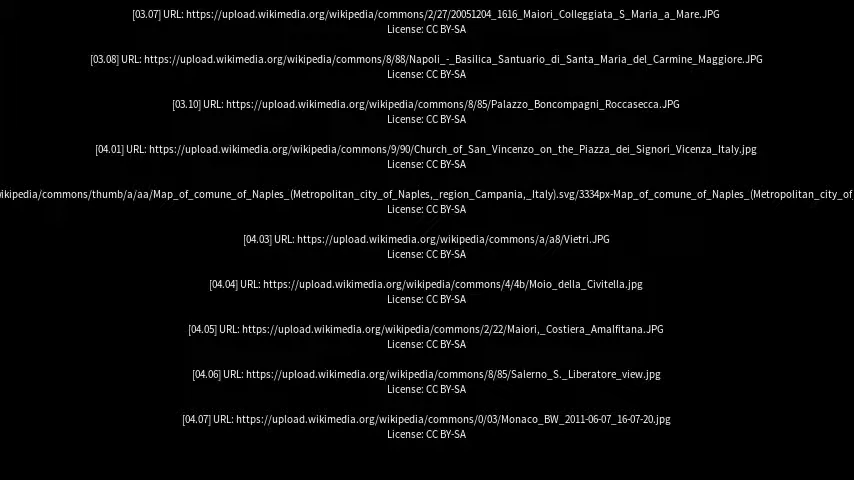 [03.07] URL: https://upload.wikimedia.org/wikipedia/commons/2/27/20051204_1616_Maiori_Colleggiata_S_Maria_a_Mare.JPG
License: CC BY-SA
[03.08] URL: https://upload.wikimedia.org/wikipedia/commons/8/88/Napoli_-_Basilica_Santuario_di_Santa_Maria_del_Carmine_Maggiore.JPG
License: CC BY-SA
[03.10] URL: https://upload.wikimedia.org/wikipedia/commons/8/85/Palazzo_Boncompagni_Roccasecca.JPG
License: CC BY-SA
[04.01] URL: https://upload.wikimedia.org/wikipedia/commons/9/90/Church_of_San_Vincenzo_on_the_Piazza_dei_Signori_Vicenza_Italy.jpg
License: CC BY-SA
ikipedia/commons/thumb/a/aa/Map_of_comune_of_Naples_(Metropolitan_city_of_Naples,_region_Campania,_Italy).svg/3334px-Map_of_comune_of_Naples_(Metropolitan_city_of_
License: CC BY-SA
[04.03] URL: https://upload.wikimedia.org/wikipedia/commons/a/a8/Vietri.JPG
License: CC BY-SA
[04.04] URL: https://upload.wikimedia.org/wikipedia/commons/4/4b/Moio_della_Civitella.jpg
License: CC BY-SA
[04.05] URL: https://upload.wikimedia.org/wikipedia/commons/2/22/Maiori,_Costiera_Amalfitana.JPG
License: CC BY-SA
[04.06] URL: https://upload.wikimedia.org/wikipedia/commons/8/85/Salerno_S._Liberatore_view.jpg
License: CC BY-SA
[04.07] URL: https://upload.wikimedia.org/wikipedia/commons/0/03/Monaco_BW_2011-06-07_16-07-20.jpg
License: CC BY-SA